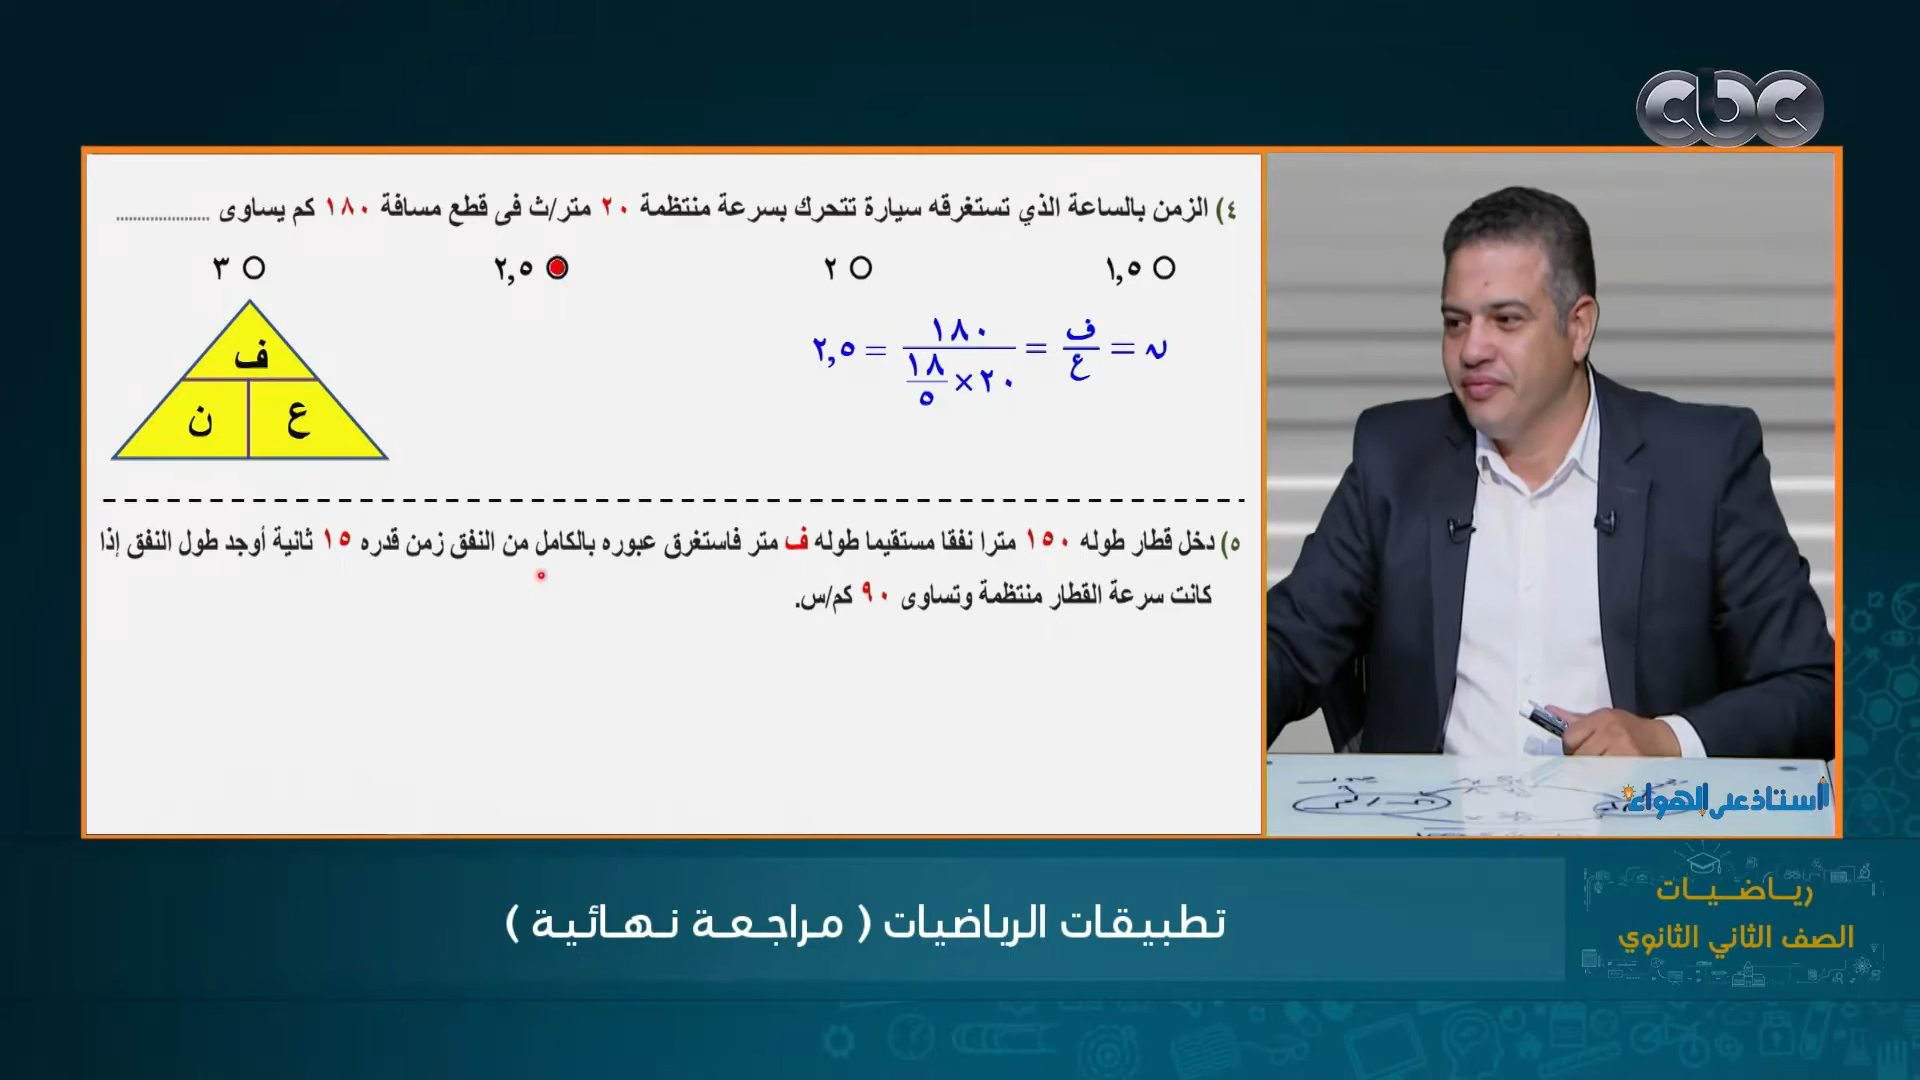 cbc
٤) الزمن بالساعة الذي تستغرقه سيارة تتحرك بسرعة منتظمة ٢٠ متر/ث فى قطع مسافة ١٨٠ كم يساوى ......................
١,٥ ٢ ٢,٥ ٣
ن = ف/ع = ١٨٠ / (٢٠ × ١٨/٥) = ٢,٥
ف
ع ن
٥) دخل قطار طوله ١٥٠ مترا نفقا مستقيما طوله ف متر فاستغرق عبوره بالكامل من النفق زمن قدره ١٥ ثانية أوجد طول النفق إذا
كانت سرعة القطار منتظمة وتساوى ٩٠ كم/س.
أستاذ على الهواء
رياضيات
الصف الثاني الثانوي
تطبيقات الرياضيات ( مراجعة نهائية )